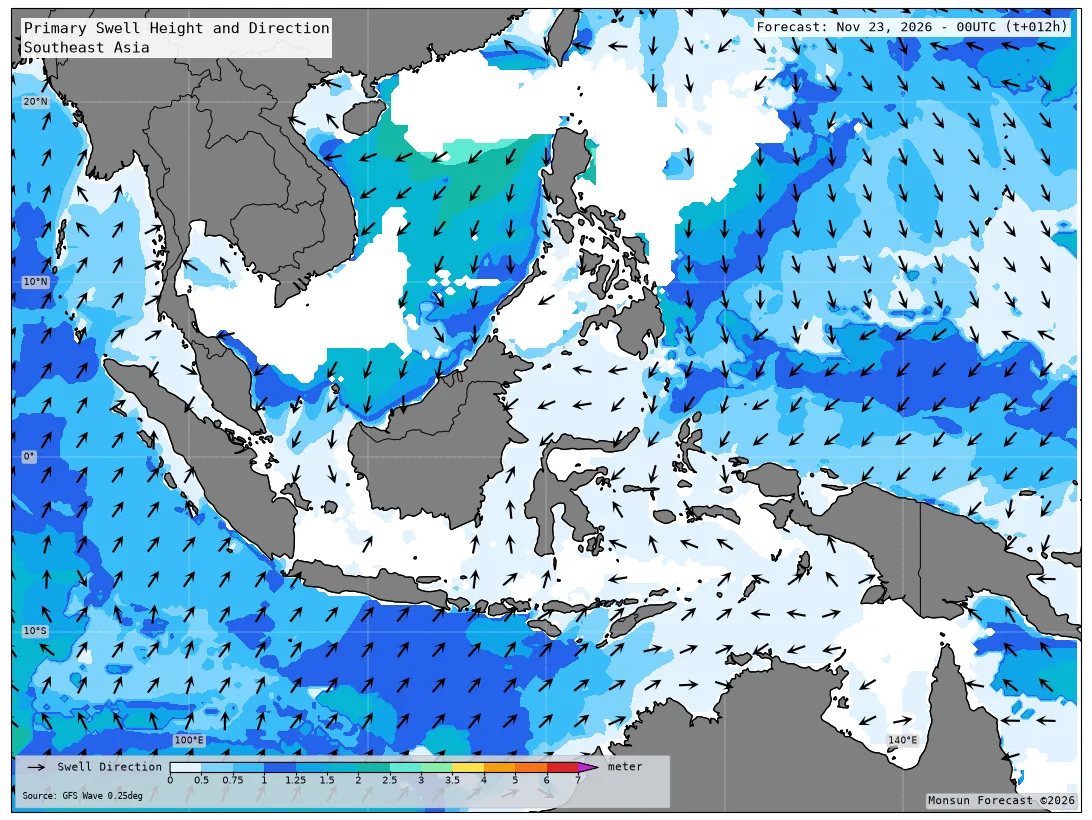 Primary Swell Height and Direction
Southeast Asia
Forecast: Nov 23, 2026 - 00UTC (t+012h)
20°N
10°N
0°
10°S
100°E
140°E
Swell Direction
0 0.5 0.75 1 1.25 1.5 2 2.5 3 3.5 4 5 6 7
meter
Source: GFS Wave 0.25deg
Monsun Forecast ©2026